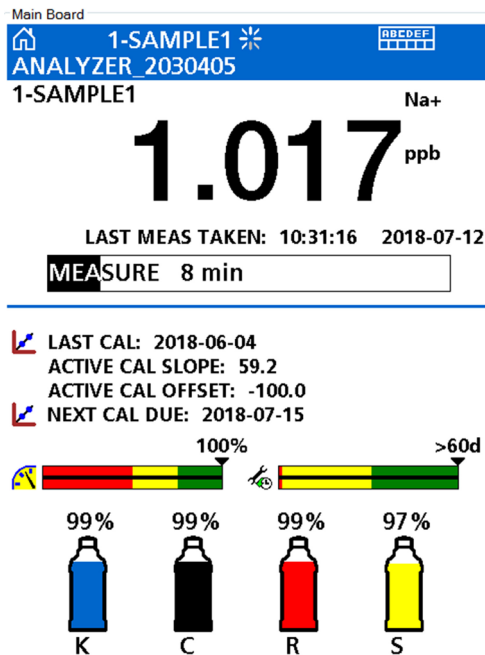 Main Board
1-SAMPLE1
ABCDEF
ANALYZER_2030405
1-SAMPLE1
Na+
1.017 ppb
LAST MEAS TAKEN: 10:31:16 2018-07-12
MEASURE 8 min
LAST CAL: 2018-06-04
ACTIVE CAL SLOPE: 59.2
ACTIVE CAL OFFSET: -100.0
NEXT CAL DUE: 2018-07-15
100% >60d
99% 99% 99% 97%
K C R S